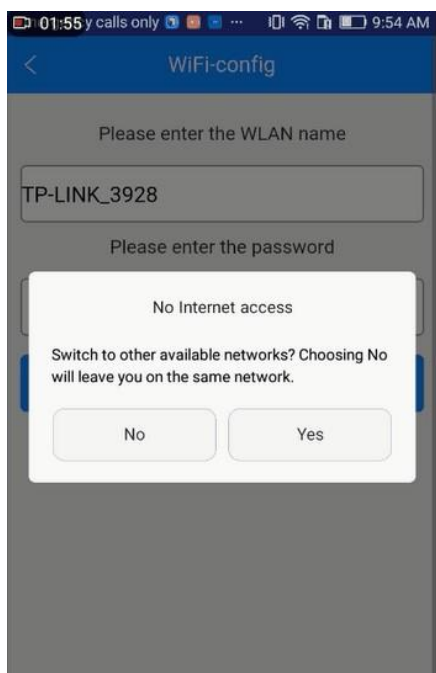 01:55 y calls only ... 9:54 AM
WiFi-config
Please enter the WLAN name
TP-LINK_3928
Please enter the password
No Internet access
Switch to other available networks? Choosing No
will leave you on the same network.
No Yes